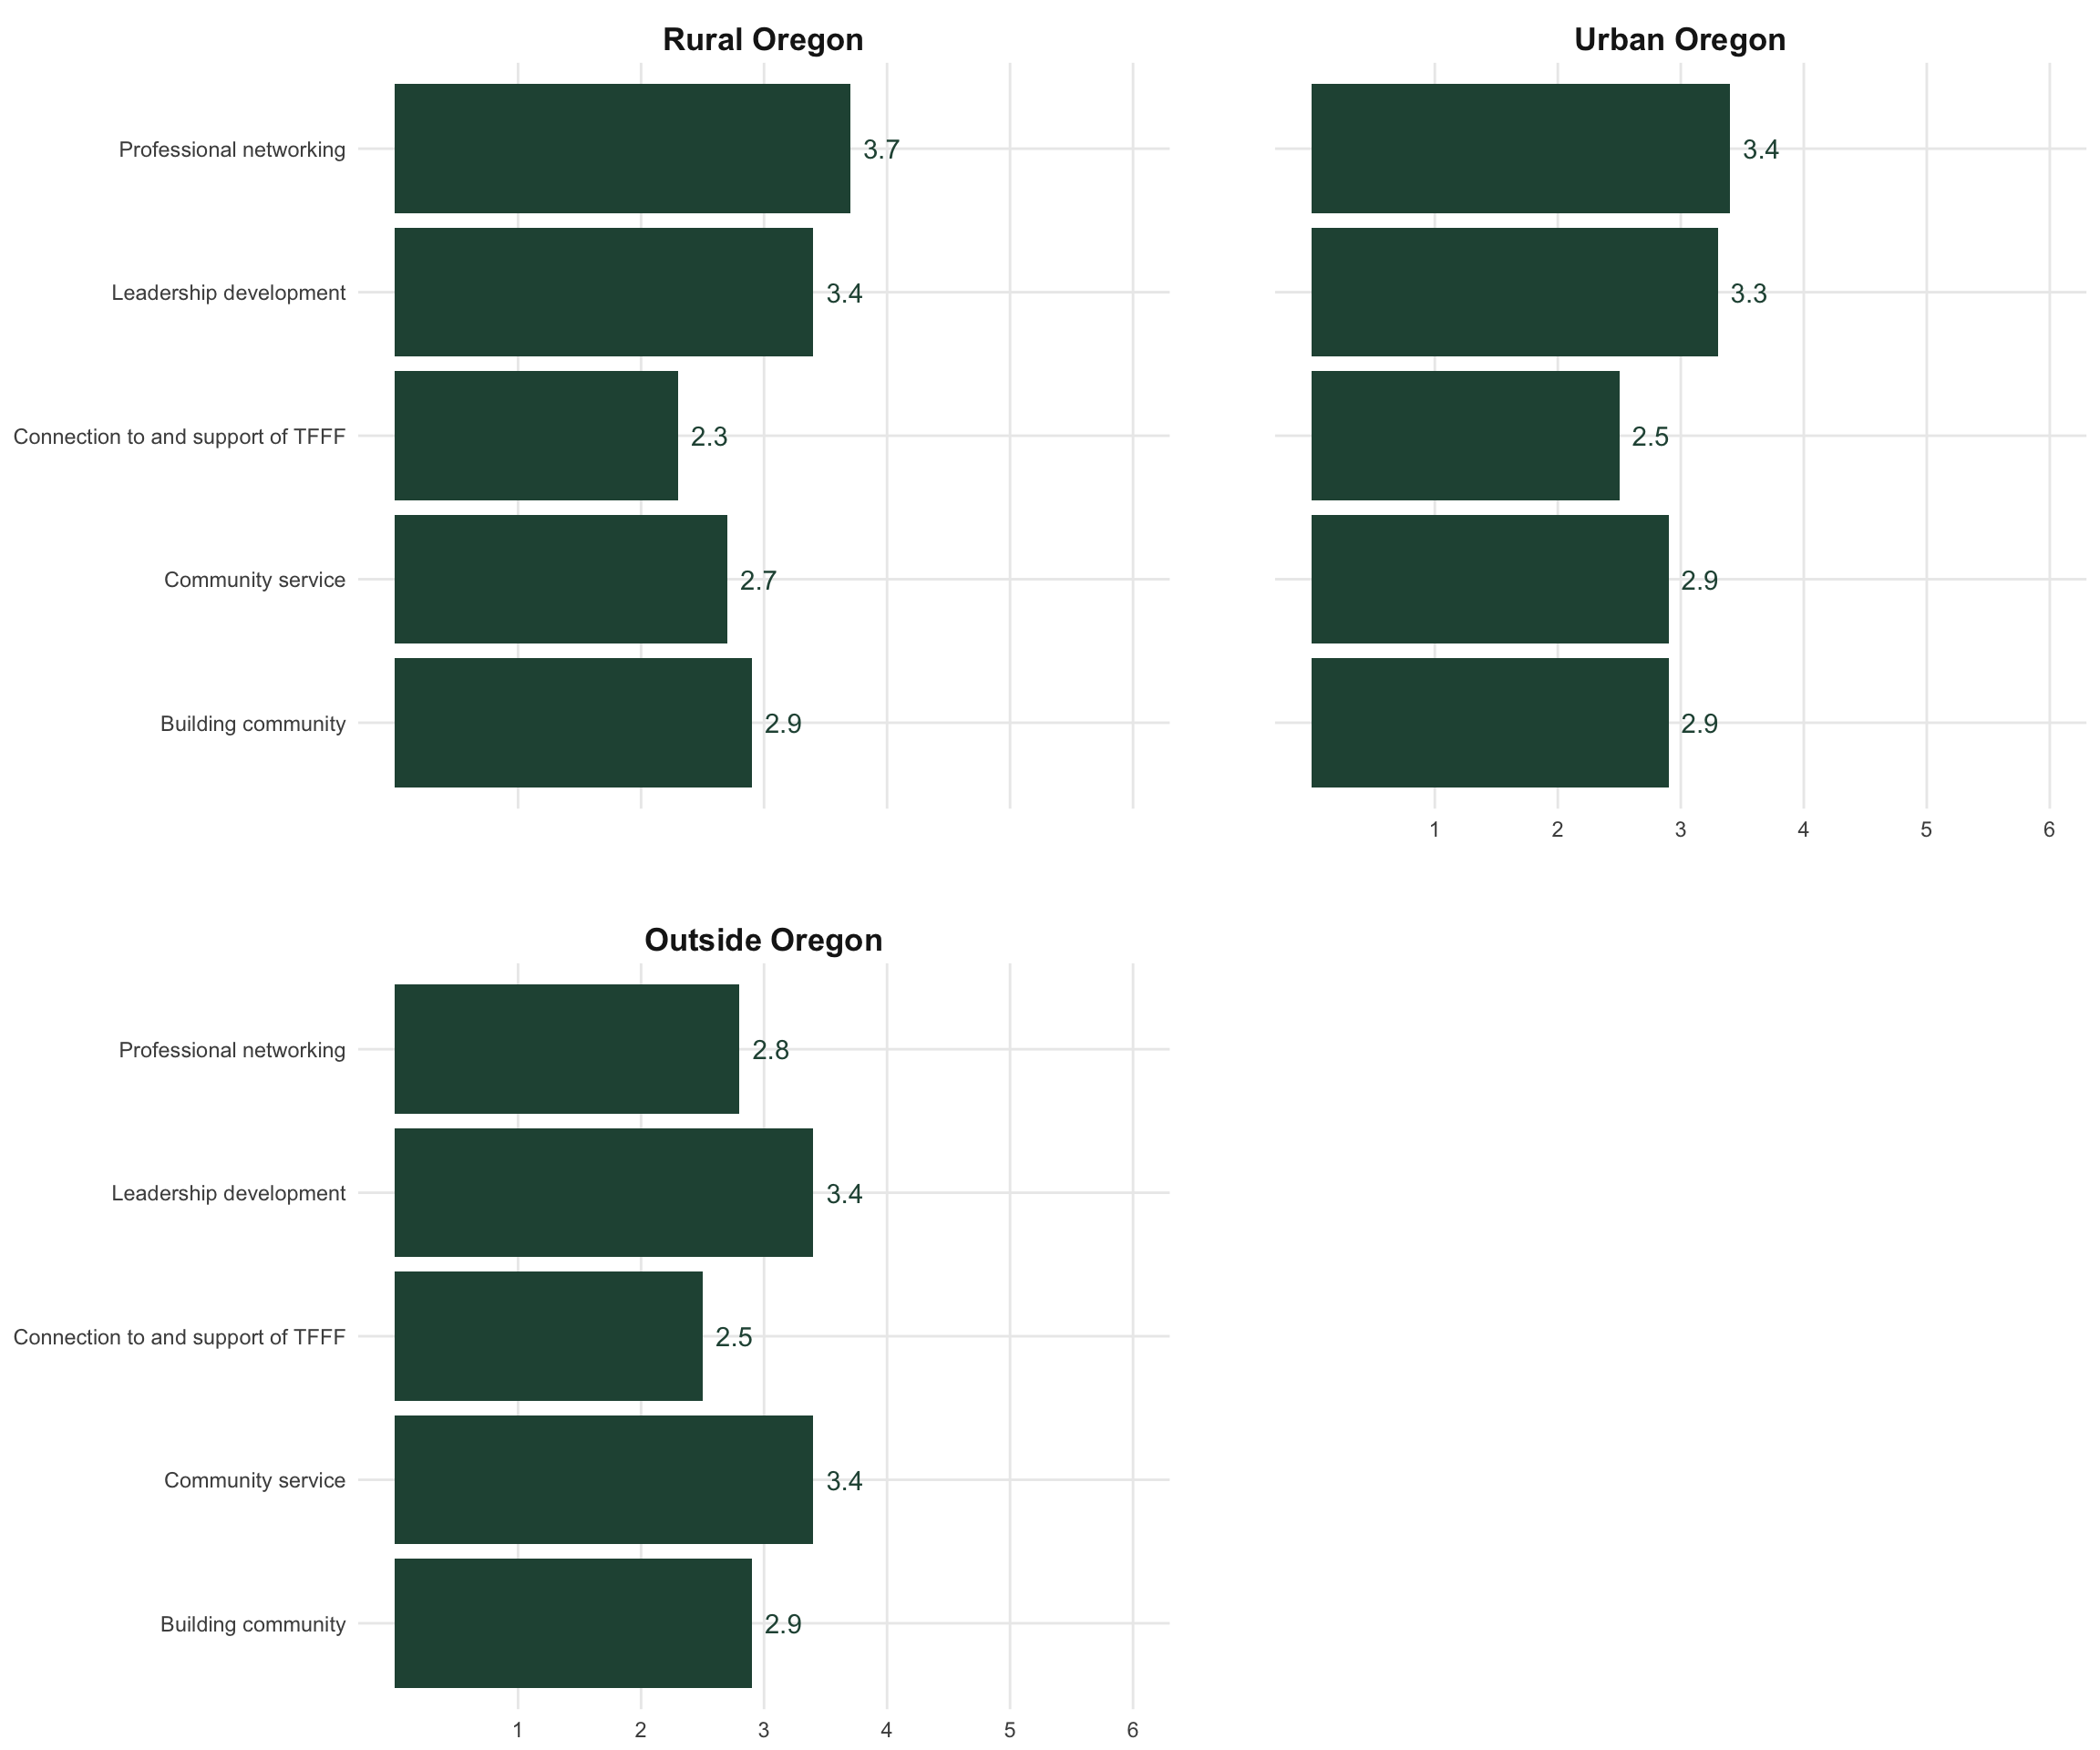 Rural Oregon
Professional networking
3.7
Leadership development
3.4
Connection to and support of TFFF
2.3
Community service
2.7
Building community
2.9
Urban Oregon
3.4
3.3
2.5
2.9
2.9
1 2 3 4 5 6
Outside Oregon
Professional networking
2.8
Leadership development
3.4
Connection to and support of TFFF
2.5
Community service
3.4
Building community
2.9
1 2 3 4 5 6